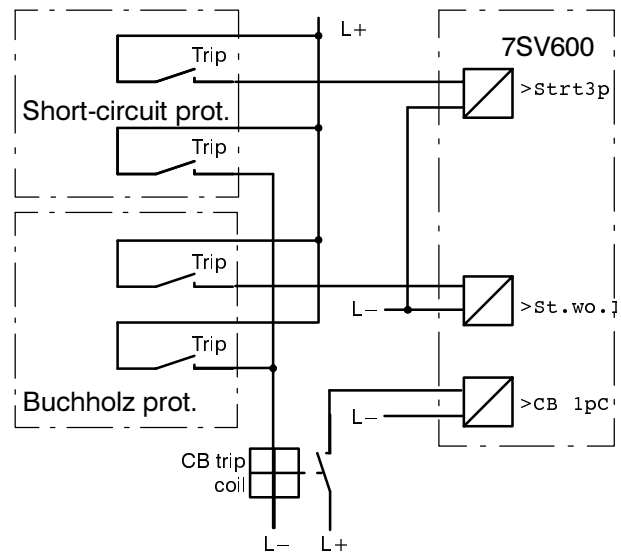 L+
7SV600
Trip
>Strt3p
Short-circuit prot.
Trip
Trip
L−
>St.wo.I
Trip
Buchholz prot.
L−
>CB 1pC
CB trip
coil
L−
L+